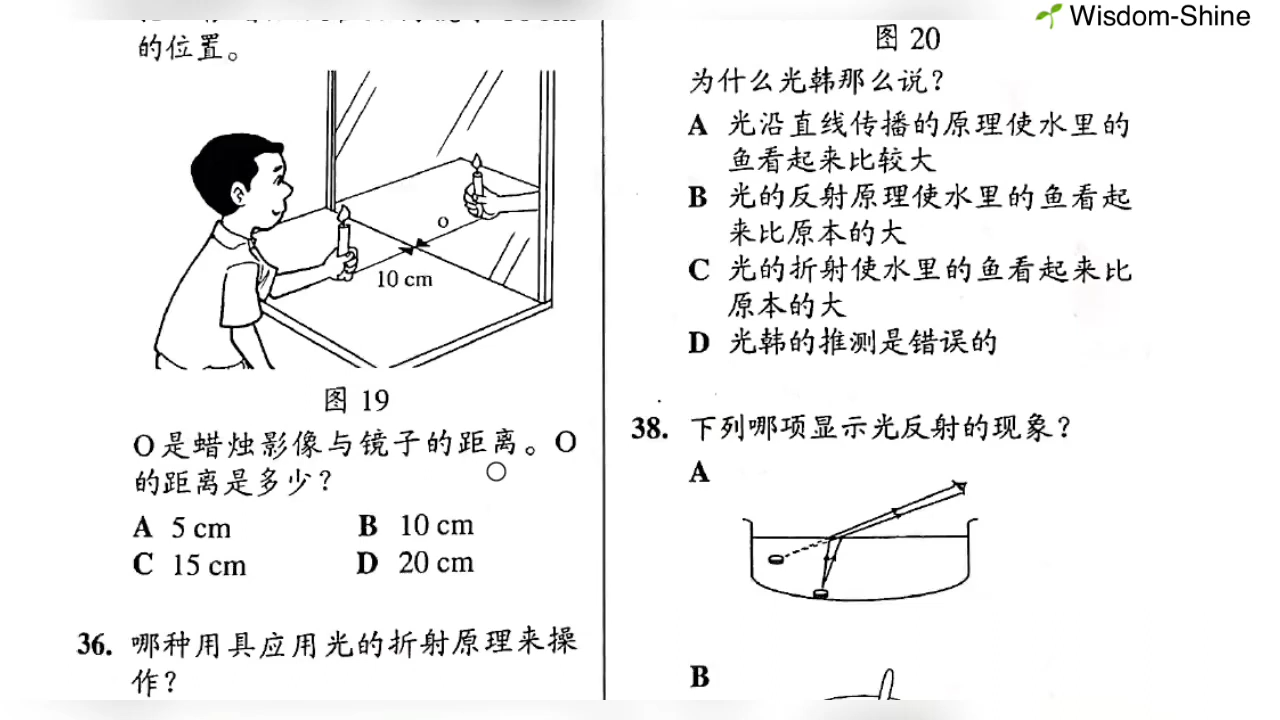 Wisdom-Shine
的位置。
O
10 cm
图 19
O 是蜡烛影像与镜子的距离。O
的距离是多少？
A 5 cm
B 10 cm
C 15 cm
D 20 cm
36. 哪种用具应用光的折射原理来操
作？
图 20
为什么光韩那么说？
A 光沿直线传播的原理使水里的
鱼看起来比较大
B 光的反射原理使水里的鱼看起
来比原本的大
C 光的折射使水里的鱼看起来比
原本的大
D 光韩的推测是错误的
38. 下列哪项显示光反射的现象？
A
B